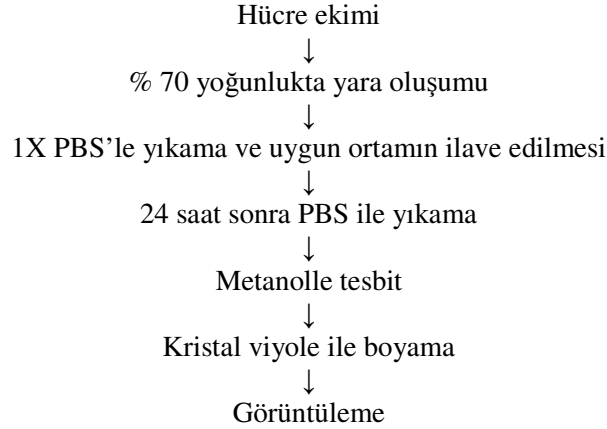 Hücre ekimi
↓
% 70 yoğunlukta yara oluşumu
↓
1X PBS’le yıkama ve uygun ortamın ilave edilmesi
↓
24 saat sonra PBS ile yıkama
↓
Metanolle tesbit
↓
Kristal viyole ile boyama
↓
Görüntüleme